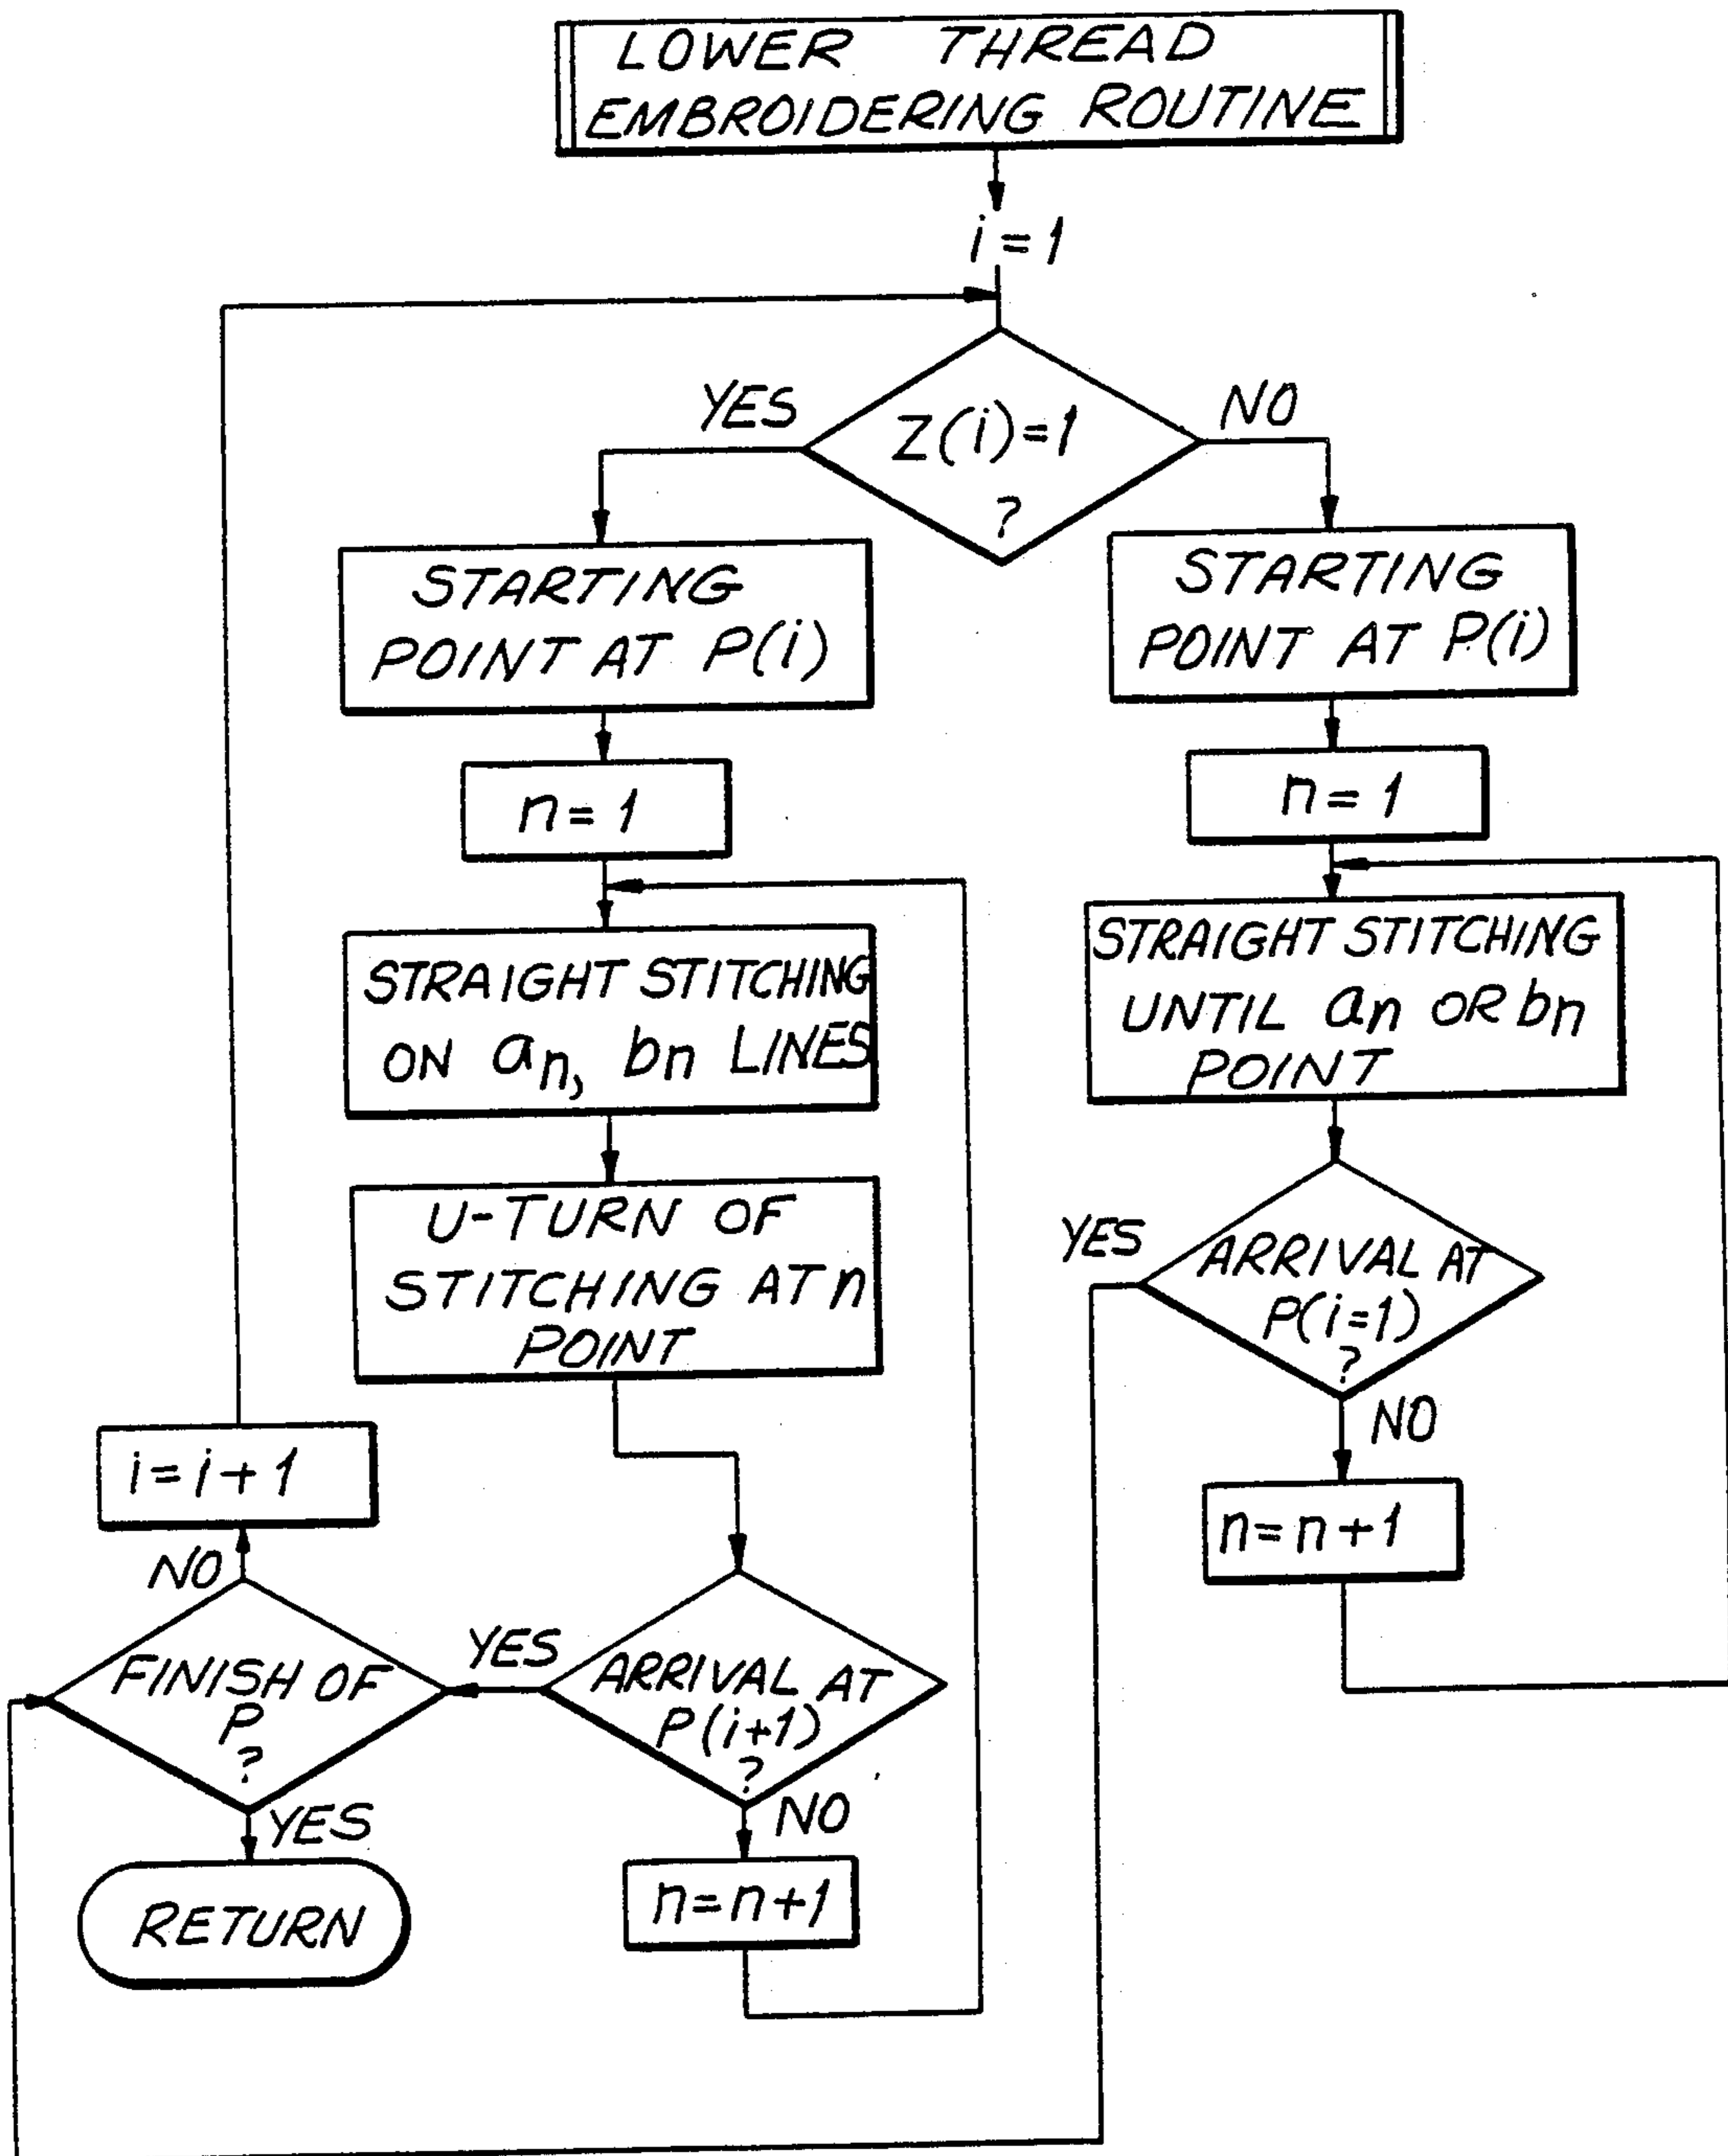 LOWER THREAD
EMBROIDERING ROUTINE
i=1
YES
Z(i)=1
?
NO
STARTING
POINT AT P(i)
n=1
STRAIGHT STITCHING
ON an, bn LINES
U-TURN OF
STITCHING AT n
POINT
STARTING
POINT AT P(i)
n=1
STRAIGHT STITCHING
UNTIL an OR bn
POINT
YES
ARRIVAL AT
P(i=1)
?
NO
n=n+1
i=i+1
NO
FINISH OF
P
?
YES
RETURN
YES
ARRIVAL AT
P(i+1)
?
NO
n=n+1